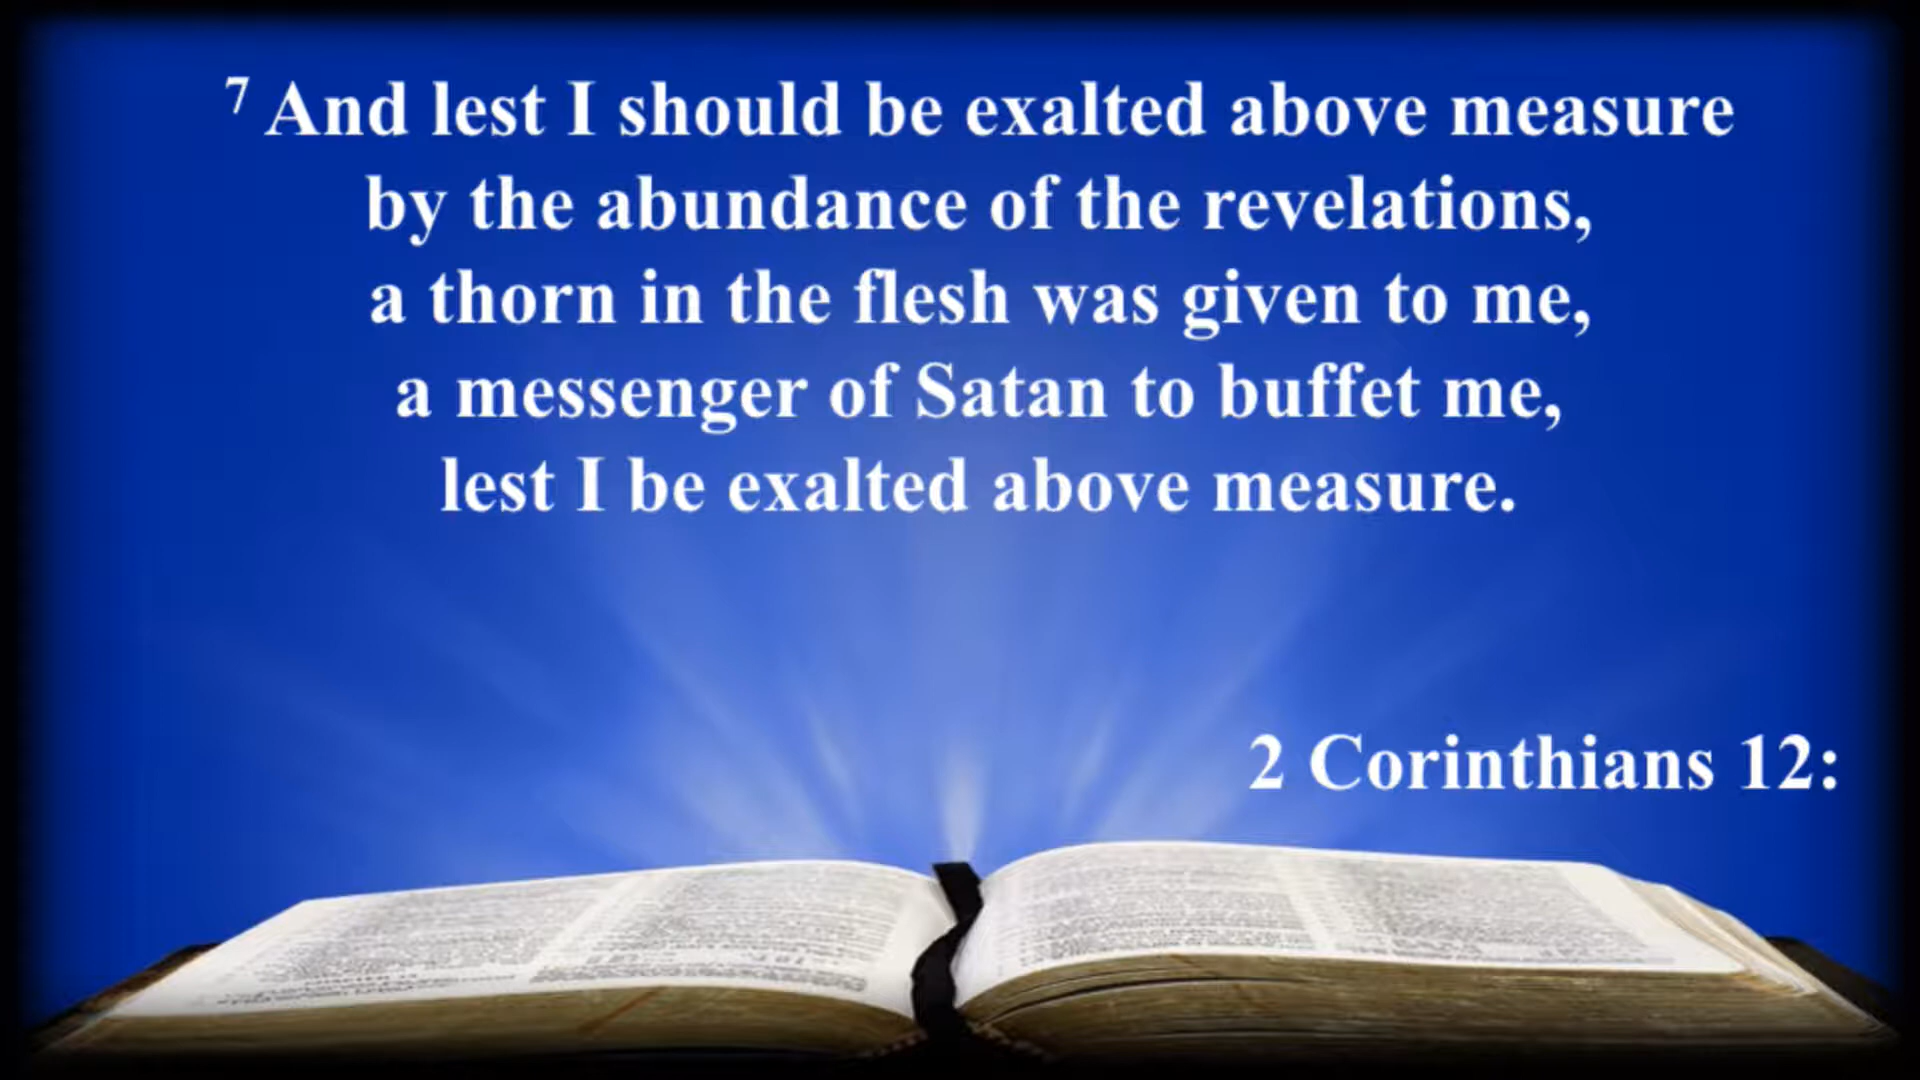 7 And lest I should be exalted above measure
by the abundance of the revelations,
a thorn in the flesh was given to me,
a messenger of Satan to buffet me,
lest I be exalted above measure.
2 Corinthians 12: